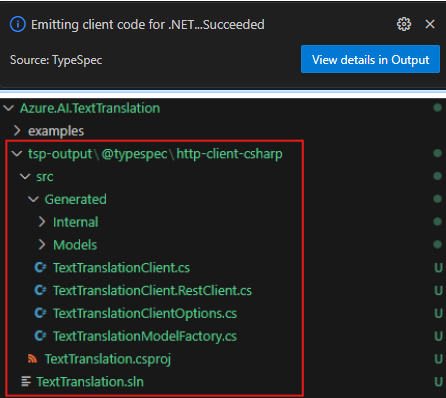 Emitting client code for .NET...Succeeded
Source: TypeSpec
View details in Output
Azure.AI.TextTranslation
examples
tsp-output\@typespec\http-client-csharp
src
Generated
Internal
Models
C# TextTranslationClient.cs U
C# TextTranslationClient.RestClient.cs U
C# TextTranslationClientOptions.cs U
C# TextTranslationModelFactory.cs U
TextTranslation.csproj U
TextTranslation.sln U